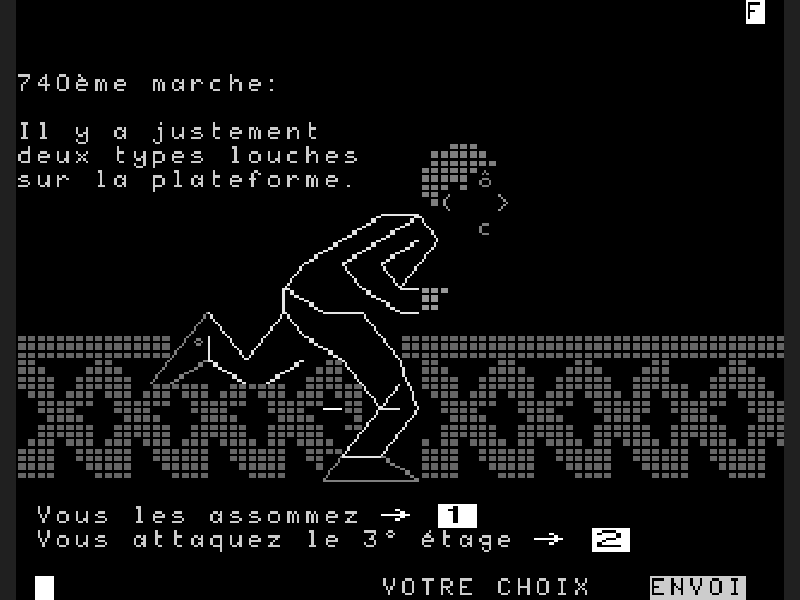 F
740ème marche:
Il y a justement
deux types louches
sur la plateforme.
Vous les assommez → 1
Vous attaquez le 3° étage → 2
VOTRE CHOIX ENVOI